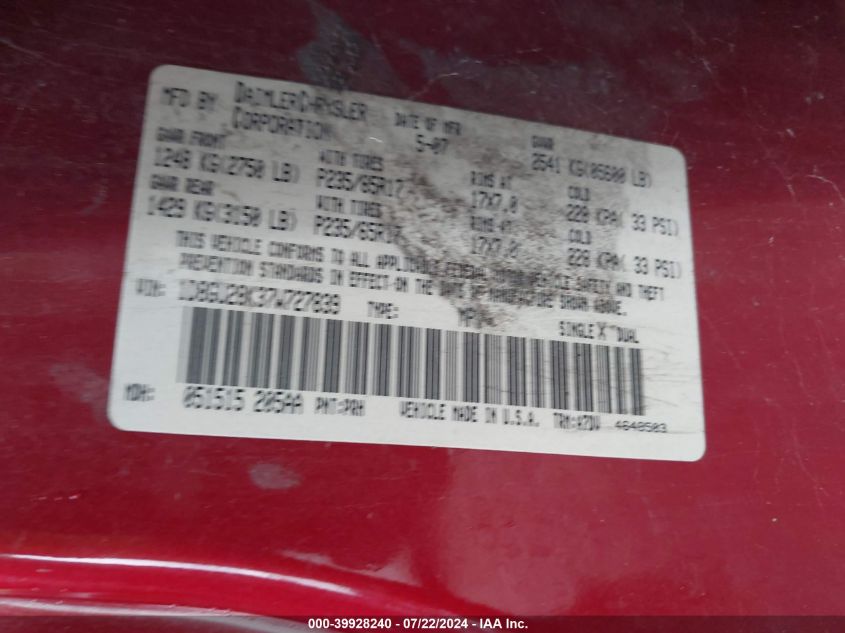 MFD BY DAIMLERCHRYSLER CORPORATION DATE OF MFR 5-07 GVWR 2541 KG(05600 LB)
GAWR FRONT WITH TIRES RIMS AT COLD
1248 KG(2750 LB) P235/65R17 17X7.0 228 KPA( 33 PSI)
GAWR REAR WITH TIRES RIMS AT COLD
1429 KG(3150 LB) P235/65R17 17X7.0 228 KPA( 33 PSI)
THIS VEHICLE CONFORMS TO ALL APPLICABLE FEDERAL MOTOR VEHICLE SAFETY AND THEFT
PREVENTION STANDARDS IN EFFECT ON THE DATE OF MANUFACTURE SHOWN ABOVE.
VIN: 1D8GJ28K37W727839 TYPE: MPV SINGLE X DUAL
MDH: 051515 205AA PNT:PRH VEHICLE MADE IN U.S.A. TRM:K7DV 4640503
000-39928240 - 07/22/2024 - IAA Inc.